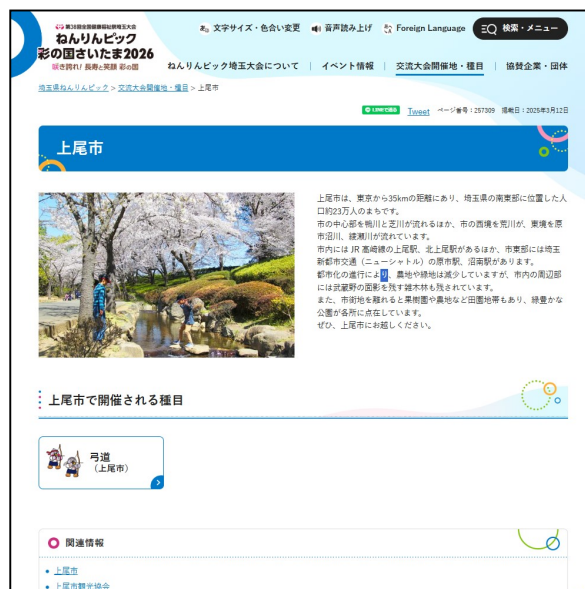 第38回全国健康福祉祭埼玉大会
ねんりんピック
彩の国さいたま2026
咲き誇れ! 長寿と笑顔 彩の国
文字サイズ・色合い変更
音声読み上げ
Foreign Language
検索・メニュー
ねんりんピック埼玉大会について
イベント情報
交流大会開催地・種目
協賛企業・団体
埼玉県ねんりんピック > 交流大会開催地・種目 > 上尾市
LINEで送る
Tweet
ページ番号:257309 掲載日:2025年3月12日
上尾市
上尾市は、東京から35kmの距離にあり、埼玉県の南東部に位置した人
口約23万人のまちです。
市の中心部を鴨川と芝川が流れるほか、市の西境を荒川が、東境を原
市沼川、綾瀬川が流れています。
市内には JR 高崎線の上尾駅、北上尾駅があるほか、市東部には埼玉
新都市交通(ニューシャトル)の原市駅、沼南駅があります。
都市化の進行により、農地や緑地は減少していますが、市内の周辺部
には武蔵野の面影を残す雑木林も残されています。
また、市街地を離れると果樹園や農地など田園地帯もあり、緑豊かな
公園が各所に点在しています。
ぜひ、上尾市にお越しください。
上尾市で開催される種目
弓道
(上尾市)
関連情報
上尾市
上尾市観光協会